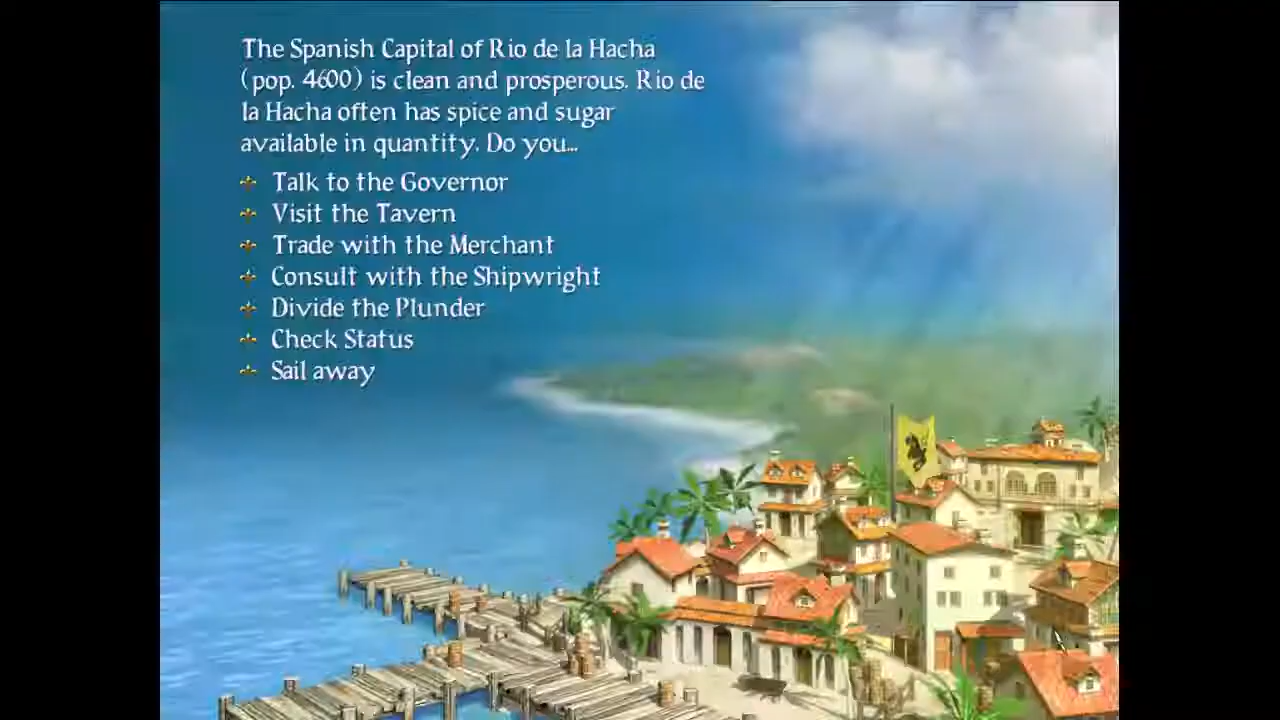 The Spanish Capital of Rio de la Hacha
(pop. 4600) is clean and prosperous. Rio de
la Hacha often has spice and sugar
available in quantity. Do you...
Talk to the Governor
Visit the Tavern
Trade with the Merchant
Consult with the Shipwright
Divide the Plunder
Check Status
Sail away